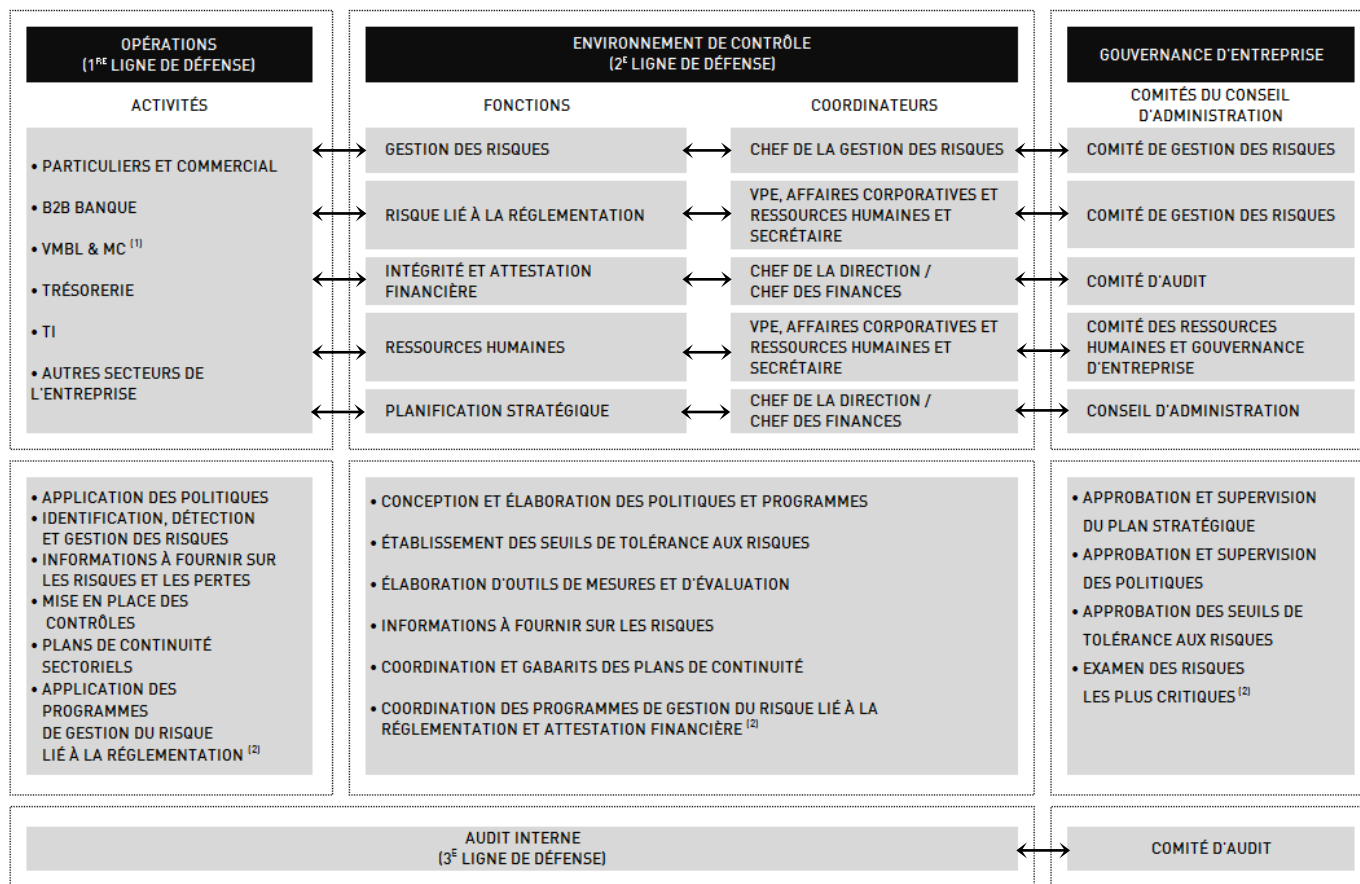 OPÉRATIONS
(1RE LIGNE DE DÉFENSE)
ENVIRONNEMENT DE CONTRÔLE
(2E LIGNE DE DÉFENSE)
GOUVERNANCE D'ENTREPRISE
ACTIVITÉS
FONCTIONS
COORDINATEURS
COMITÉS DU CONSEIL
D'ADMINISTRATION
• PARTICULIERS ET COMMERCIAL
• B2B BANQUE
• VMBL & MC (1)
• TRÉSORERIE
• TI
• AUTRES SECTEURS DE
L'ENTREPRISE
GESTION DES RISQUES
CHEF DE LA GESTION DES RISQUES
COMITÉ DE GESTION DES RISQUES
RISQUE LIÉ À LA RÉGLEMENTATION
VPE, AFFAIRES CORPORATIVES ET
RESSOURCES HUMAINES ET
SECRÉTAIRE
COMITÉ DE GESTION DES RISQUES
INTÉGRITÉ ET ATTESTATION
FINANCIÈRE
CHEF DE LA DIRECTION /
CHEF DES FINANCES
COMITÉ D'AUDIT
RESSOURCES HUMAINES
VPE, AFFAIRES CORPORATIVES ET
RESSOURCES HUMAINES ET
SECRÉTAIRE
COMITÉ DES RESSOURCES
HUMAINES ET GOUVERNANCE
D'ENTREPRISE
PLANIFICATION STRATÉGIQUE
CHEF DE LA DIRECTION /
CHEF DES FINANCES
CONSEIL D'ADMINISTRATION
• APPLICATION DES POLITIQUES
• IDENTIFICATION, DÉTECTION
ET GESTION DES RISQUES
• INFORMATIONS À FOURNIR SUR
LES RISQUES ET LES PERTES
• MISE EN PLACE DES
CONTRÔLES
• PLANS DE CONTINUITÉ
SECTORIELS
• APPLICATION DES
PROGRAMMES
DE GESTION DU RISQUE
LIÉ À LA RÉGLEMENTATION (2)
• CONCEPTION ET ÉLABORATION DES POLITIQUES ET PROGRAMMES
• ÉTABLISSEMENT DES SEUILS DE TOLÉRANCE AUX RISQUES
• ÉLABORATION D'OUTILS DE MESURES ET D'ÉVALUATION
• INFORMATIONS À FOURNIR SUR LES RISQUES
• COORDINATION ET GABARITS DES PLANS DE CONTINUITÉ
• COORDINATION DES PROGRAMMES DE GESTION DU RISQUE LIÉ À LA
RÉGLEMENTATION ET ATTESTATION FINANCIÈRE (2)
• APPROBATION ET SUPERVISION
DU PLAN STRATÉGIQUE
• APPROBATION ET SUPERVISION
DES POLITIQUES
• APPROBATION DES SEUILS DE
TOLÉRANCE AUX RISQUES
• EXAMEN DES RISQUES
LES PLUS CRITIQUES (2)
AUDIT INTERNE
(3E LIGNE DE DÉFENSE)
COMITÉ D'AUDIT